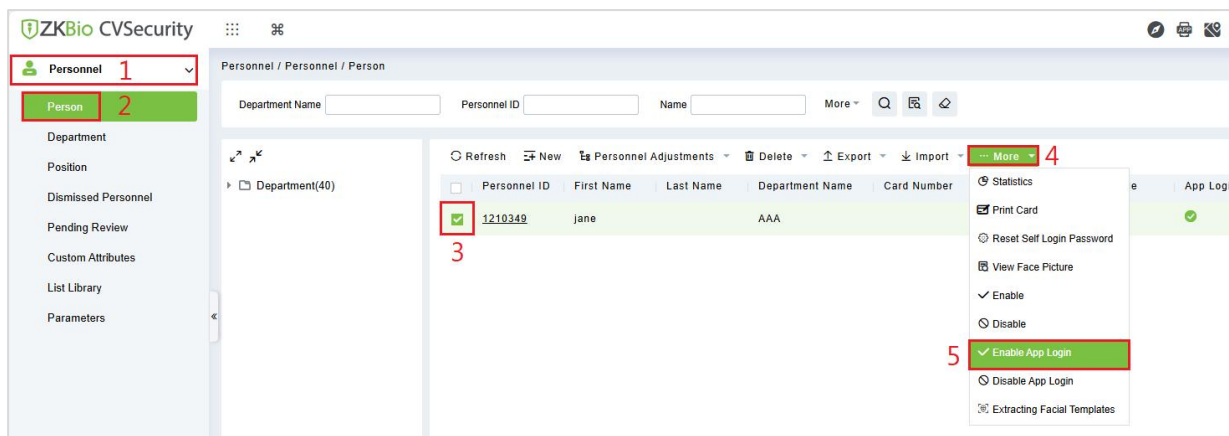 ZKBio CVSecurity
APP
Personnel 1
Personnel / Personnel / Person
Person 2
Department Name
Personnel ID
Name
More
Department
Position
Dismissed Personnel
Pending Review
Custom Attributes
List Library
Parameters
Department(40)
Refresh New Personnel Adjustments Delete Export Import ··· More 4
Personnel ID First Name Last Name Department Name Card Number e App Logi
1210349 jane AAA
3
Statistics
Print Card
Reset Self Login Password
View Face Picture
Enable
Disable
5 Enable App Login
Disable App Login
Extracting Facial Templates